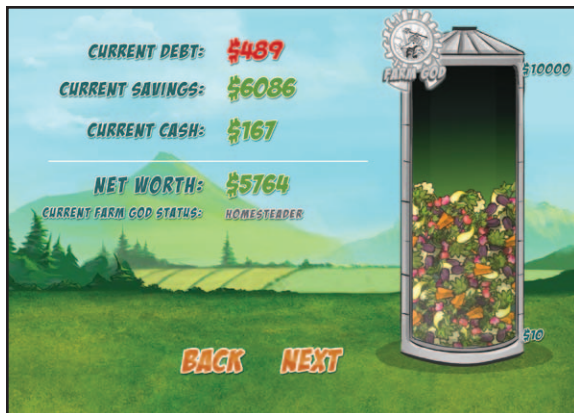 CURRENT DEBT: $489
CURRENT SAVINGS: $6086
CURRENT CASH: $167
NET WORTH: $5764
CURRENT FARM GOD STATUS: HOMESTEADER
FARM GOD
$10000
$10
BACK NEXT